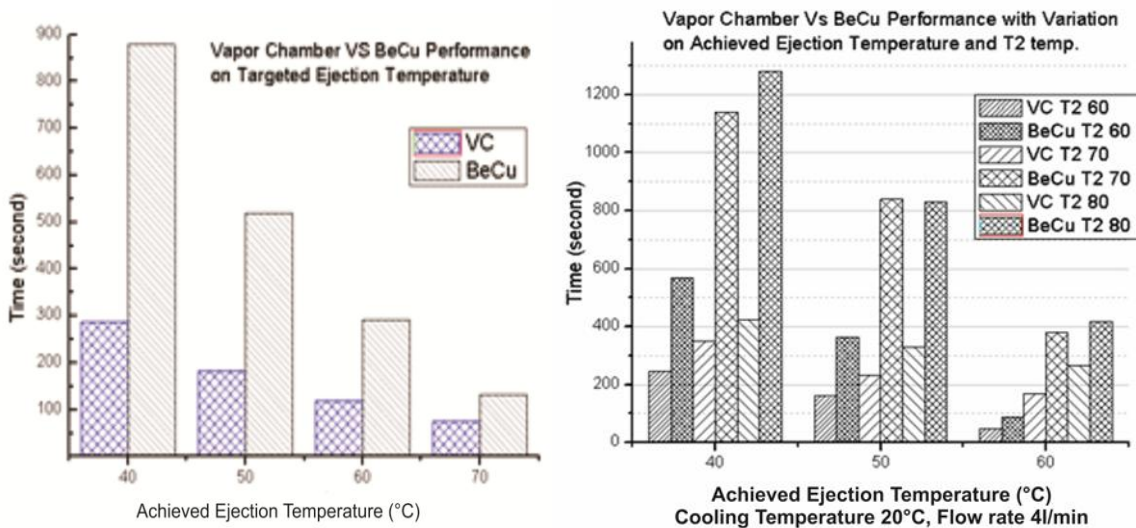 Vapor Chamber VS BeCu Performance
on Targeted Ejection Temperature
VC
BeCu
Time (second)
900
800
700
600
500
400
300
200
100
40
50
60
70
Achieved Ejection Temperature (°C)
Vapor Chamber Vs BeCu Performance with Variation
on Achieved Ejection Temperature and T2 temp.
VC T2 60
BeCu T2 60
VC T2 70
BeCu T2 70
VC T2 80
BeCu T2 80
Time (second)
1200
1000
800
600
400
200
0
40
50
60
Achieved Ejection Temperature (°C)
Cooling Temperature 20°C, Flow rate 4l/min